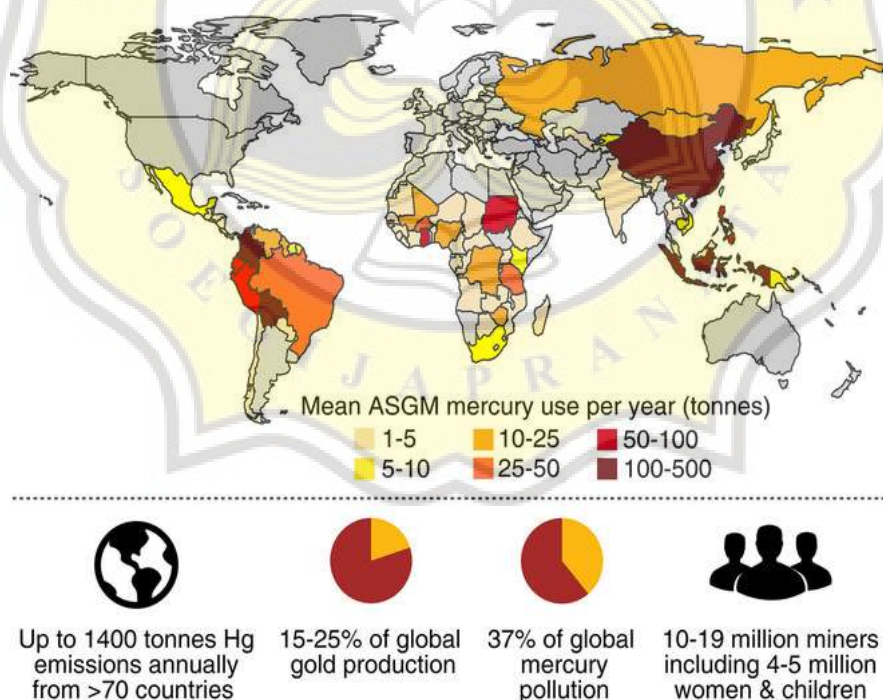 Mean ASGM mercury use per year (tonnes)
1-5
10-25
50-100
5-10
25-50
100-500
Up to 1400 tonnes Hg
emissions annually
from >70 countries
15-25% of global
gold production
37% of global
mercury
pollution
10-19 million miners
including 4-5 million
women & children